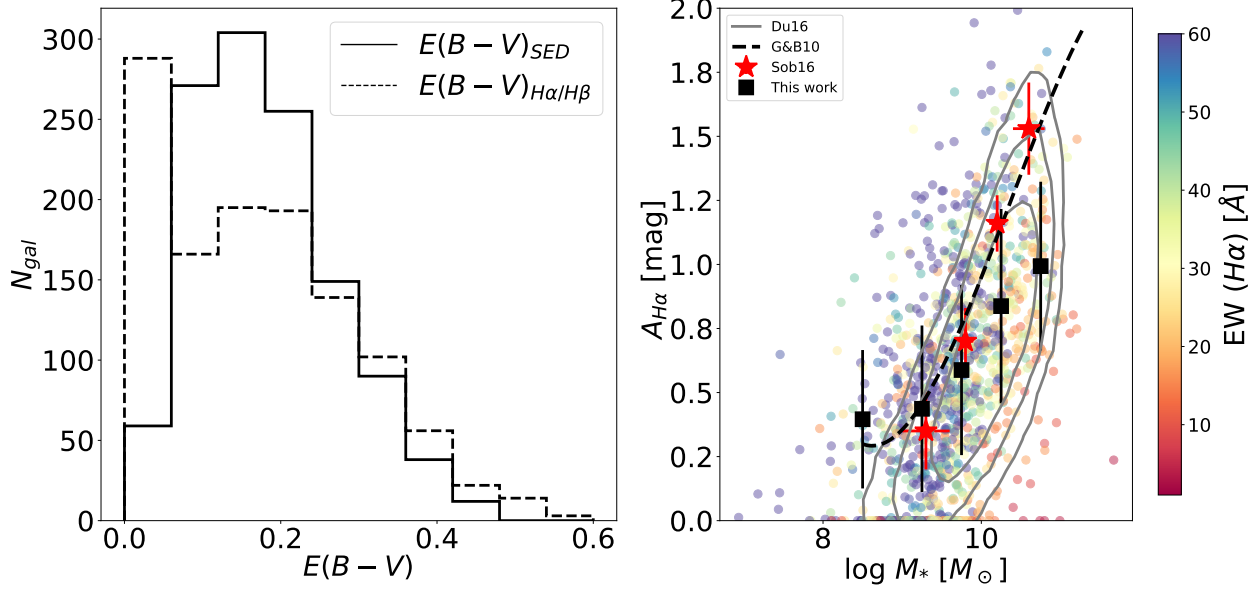 300
250
200
150
100
50
0
N_gal
0.0
0.2
0.4
0.6
E(B − V)
E(B − V)_SED
E(B − V)_Hα/Hβ
2.0
1.8
1.5
1.2
1.0
0.8
0.5
0.2
0.0
A_Hα [mag]
8
10
log M_* [M_⊙]
Du16
G&B10
Sob16
This work
60
50
40
30
20
10
EW (Hα) [Å]